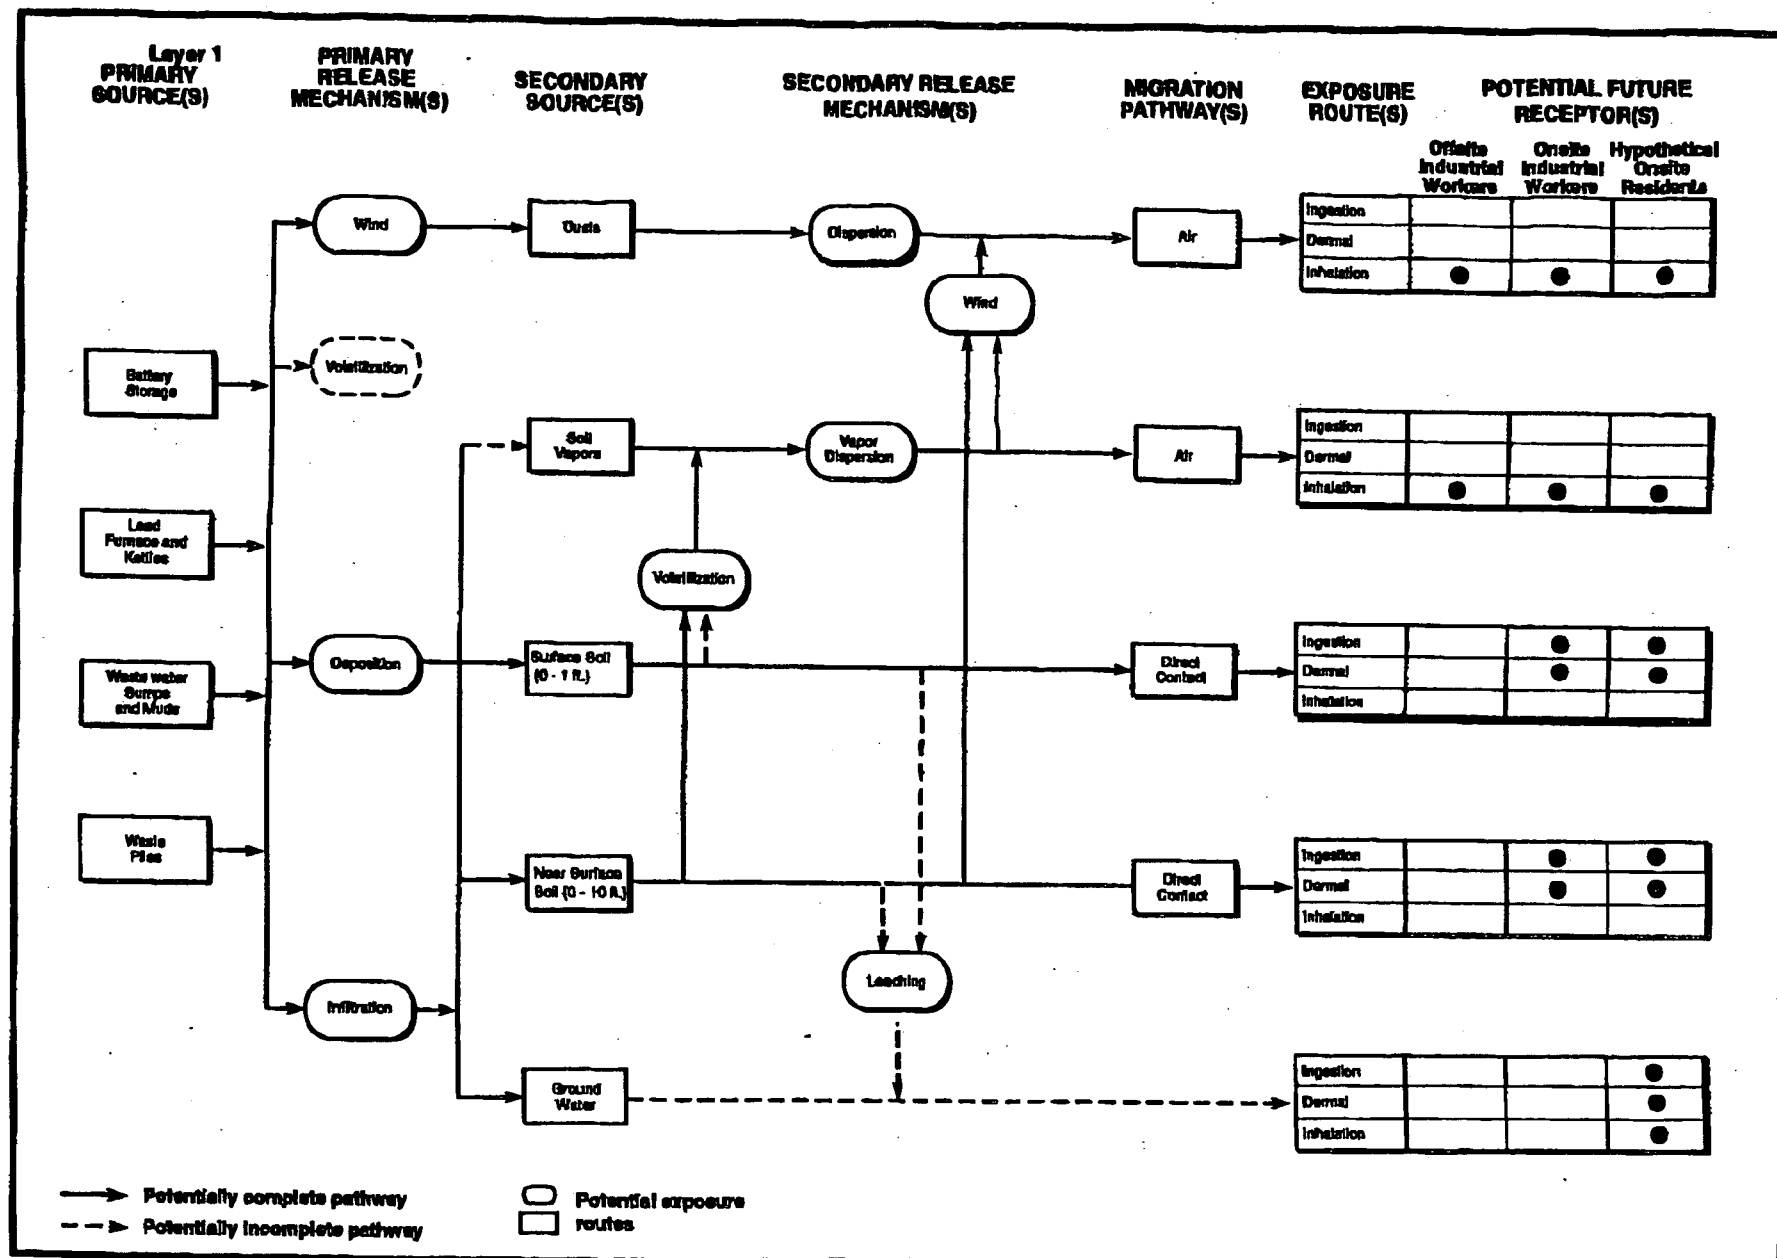 Layer 1
PRIMARY
SOURCE(S)
PRIMARY
RELEASE
MECHANISM(S)
SECONDARY
SOURCE(S)
SECONDARY RELEASE
MECHANISM(S)
MIGRATION
PATHWAY(S)
EXPOSURE
ROUTE(S)
POTENTIAL FUTURE
RECEPTOR(S)
Offsite
Industrial
Workers
Onsite
Industrial
Workers
Hypothetical
Onsite
Residents
Wind
Dusts
Dispersion
Air
Ingestion
Dermal
Inhalation
Wind
Battery
Storage
Volatilization
Soil
Vapors
Vapor
Dispersion
Air
Ingestion
Dermal
Inhalation
Lead
Furnace and
Kettles
Volatilization
Waste water
Sumps
and Muds
Deposition
Surface Soil
(0 - 1 ft.)
Direct
Contact
Ingestion
Dermal
Inhalation
Waste
Piles
Near Surface
Soil (0 - 10 ft.)
Direct
Contact
Ingestion
Dermal
Inhalation
Infiltration
Leaching
Ground
Water
Ingestion
Dermal
Inhalation
Potentially complete pathway
Potentially incomplete pathway
Potential exposure
routes